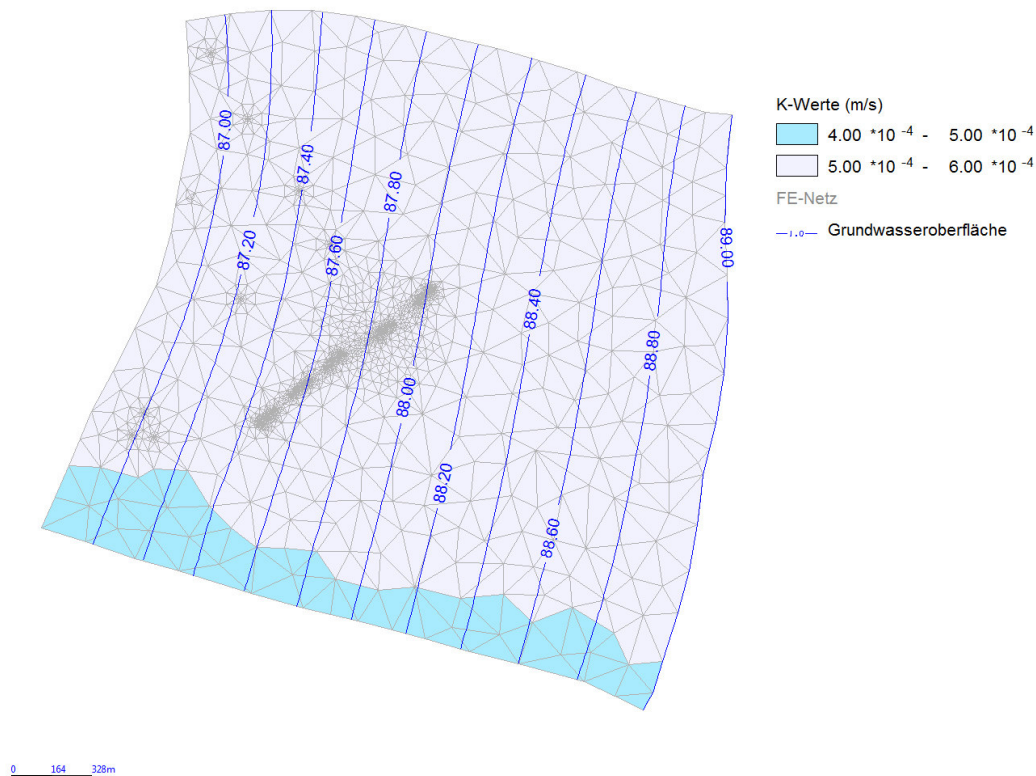 K-Werte (m/s)
4.00 *10 -4 - 5.00 *10 -4
5.00 *10 -4 - 6.00 *10 -4
FE-Netz
—1.0— Grundwasseroberfläche
87.00
87.40
87.80
87.20
87.60
89.00
88.40
88.80
88.00
88.20
88.60
0 164 328m